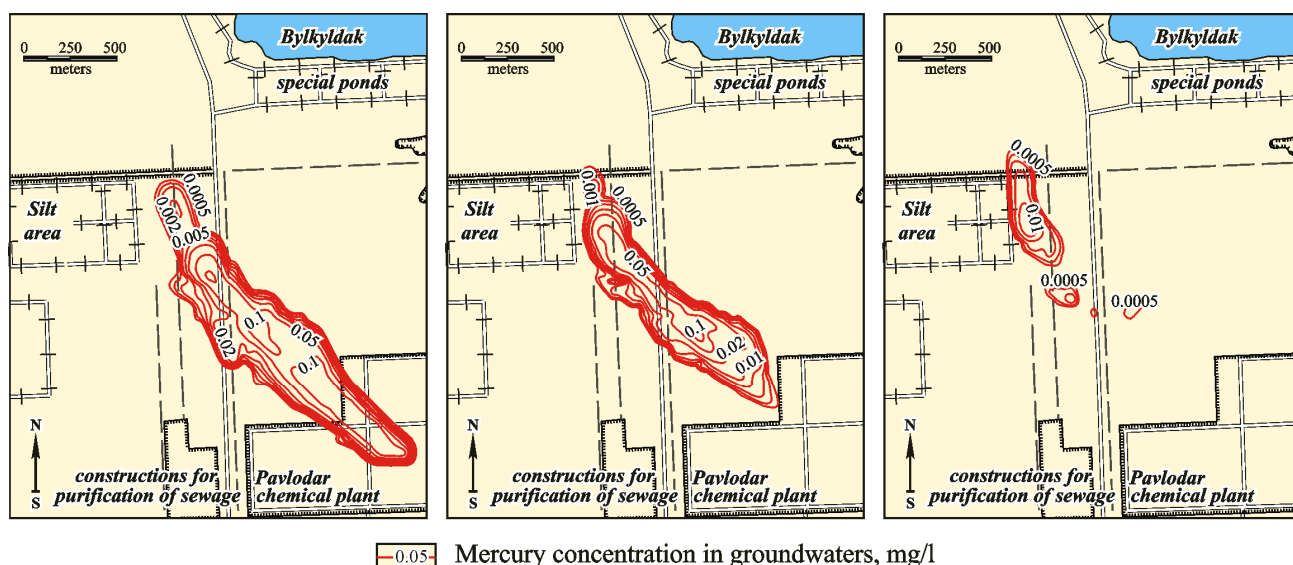 Bylkyldak
0 250 500
meters
special ponds
0.0005
0.002
Silt
area
0.005
0.1
0.05
0.02
0.1
N
S
constructions for
purification of sewage
Pavlodar
chemical plant
Bylkyldak
0 250 500
meters
special ponds
0.001
0.0005
Silt
area
0.05
0.1
0.02
0.01
N
S
constructions for
purification of sewage
Pavlodar
chemical plant
Bylkyldak
0 250 500
meters
special ponds
0.0005
Silt
area
0.01
0.0005
0.0005
N
S
constructions for
purification of sewage
Pavlodar
chemical plant
0.05 Mercury concentration in groundwaters, mg/l